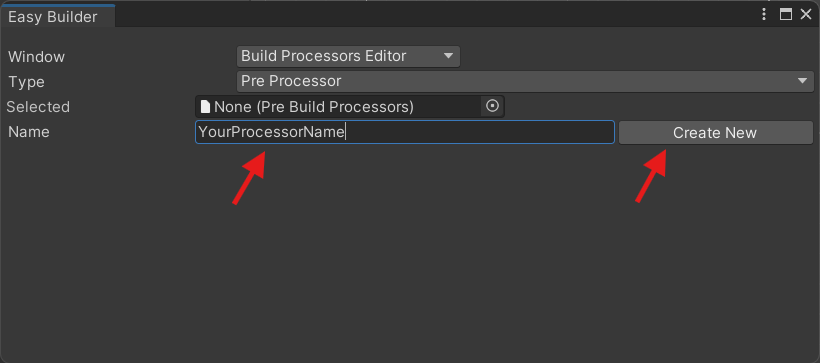 Easy Builder
Window Build Processors Editor
Type Pre Processor
Selected None (Pre Build Processors)
Name YourProcessorName Create New